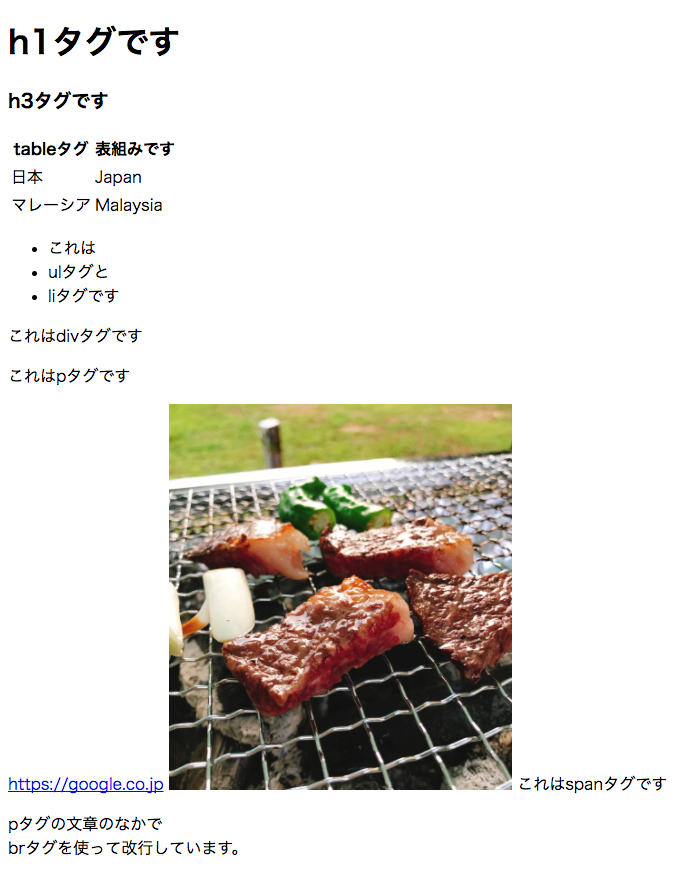 h1タグです
h3タグです
tableタグ 表組みです
日本 Japan
マレーシア Malaysia
これは
ulタグと
liタグです
これはdivタグです
これはpタグです
https://google.co.jp これはspanタグです
pタグの文章のなかで
brタグを使って改行しています。